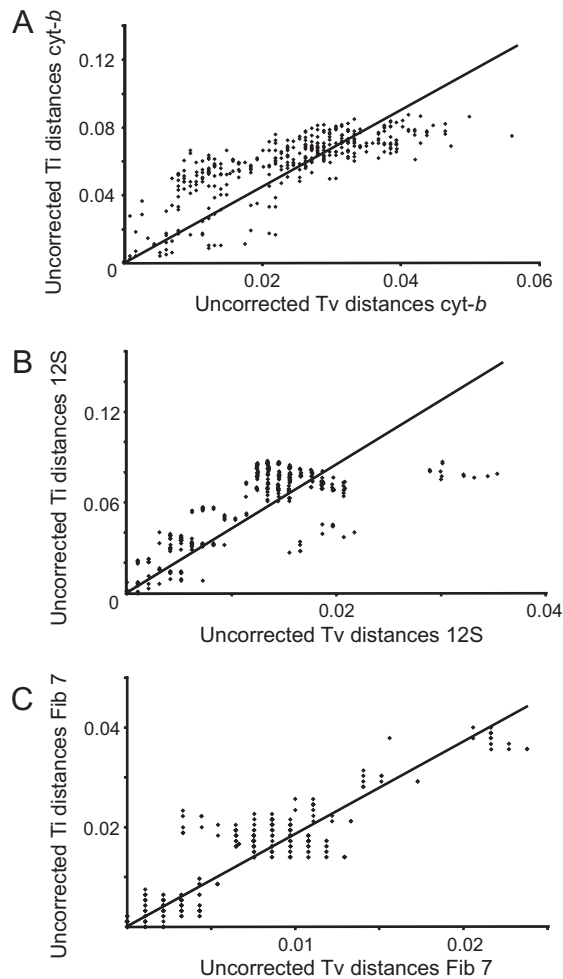 A
Uncorrected Ti distances cyt-b
0.12
0.08
0.04
0
0.02
0.04
0.06
Uncorrected Tv distances cyt-b
B
Uncorrected Ti distances 12S
0.12
0.06
0
0
0.02
0.04
Uncorrected Tv distances 12S
C
Uncorrected Ti distances Fib 7
0.04
0.02
0
0.01
0.02
Uncorrected Tv distances Fib 7